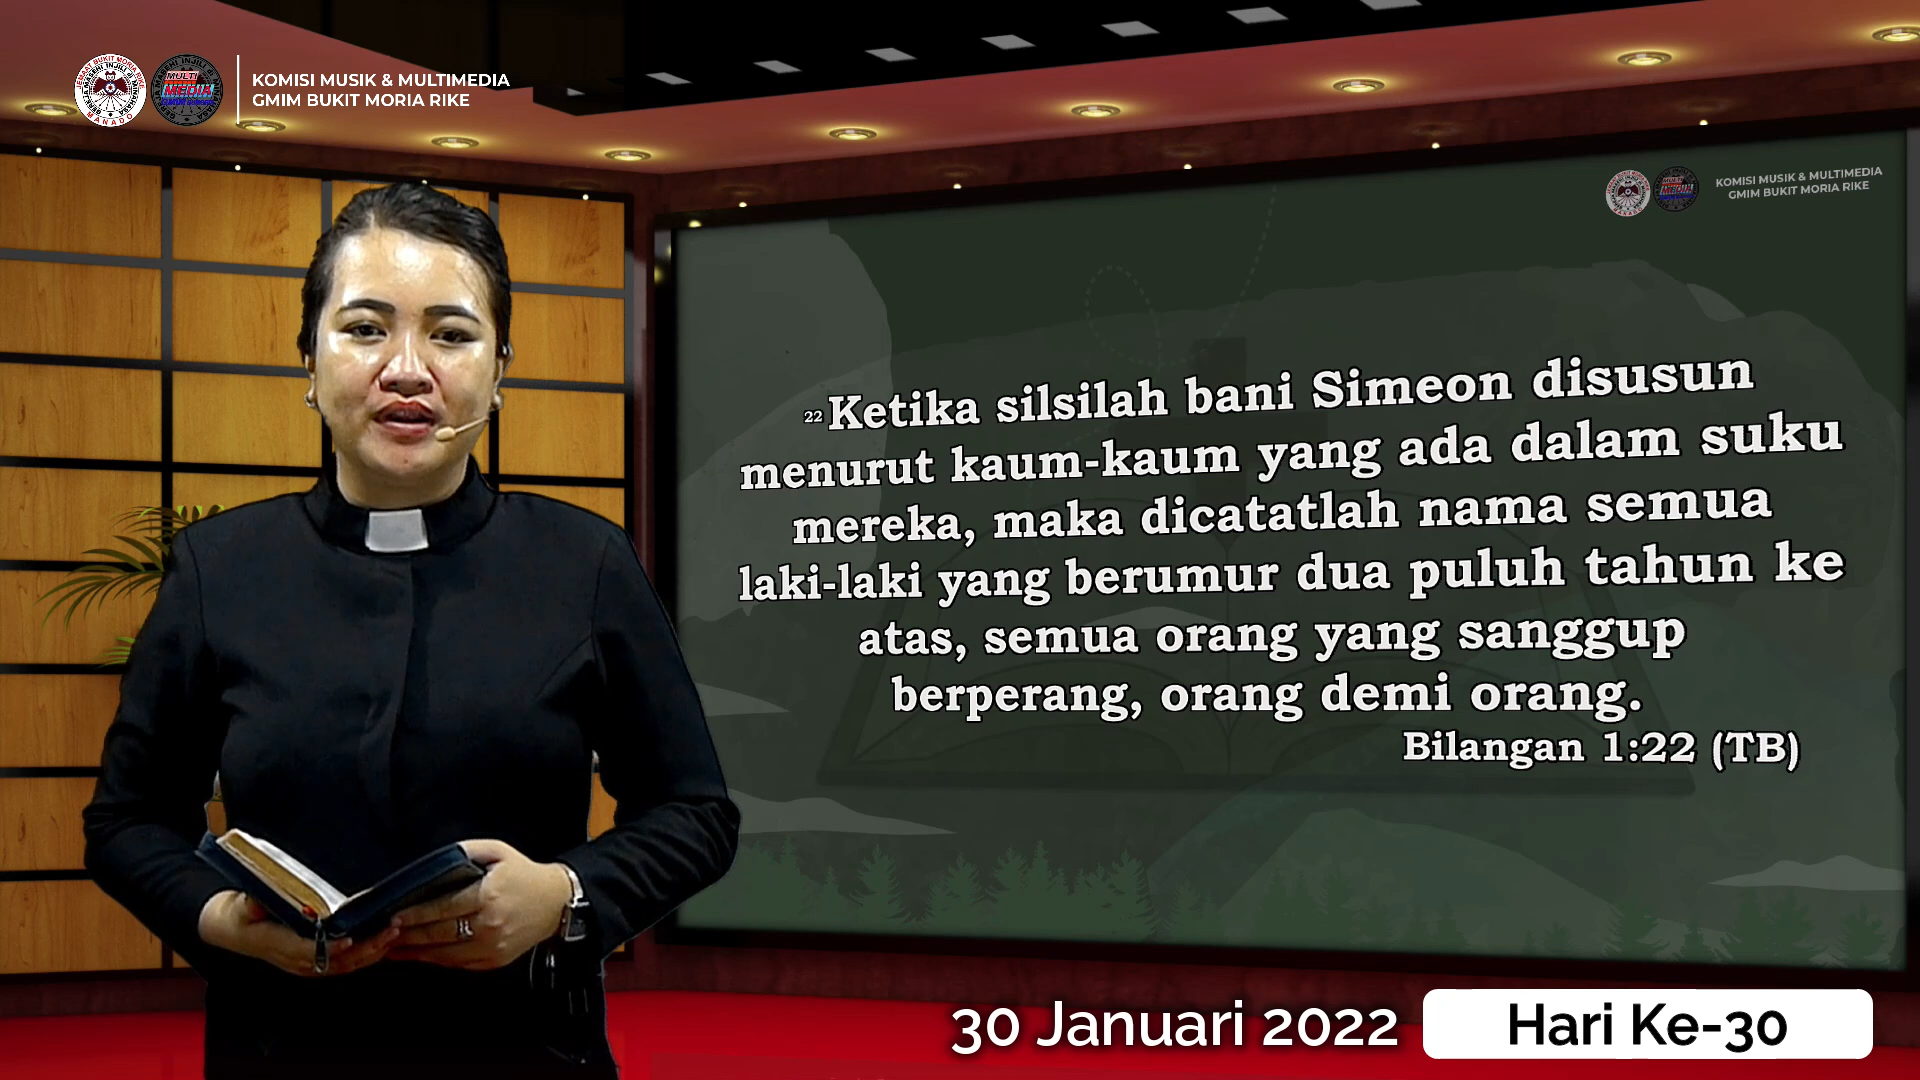 KOMISI MUSIK & MULTIMEDIA
GMIM BUKIT MORIA RIKE
MULTI
MEDIA
MANADO
KOMISI MUSIK & MULTIMEDIA
GMIM BUKIT MORIA RIKE
22 Ketika silsilah bani Simeon disusun
menurut kaum-kaum yang ada dalam suku
mereka, maka dicatatlah nama semua
laki-laki yang berumur dua puluh tahun ke
atas, semua orang yang sanggup
berperang, orang demi orang.
Bilangan 1:22 (TB)
30 Januari 2022
Hari Ke-30